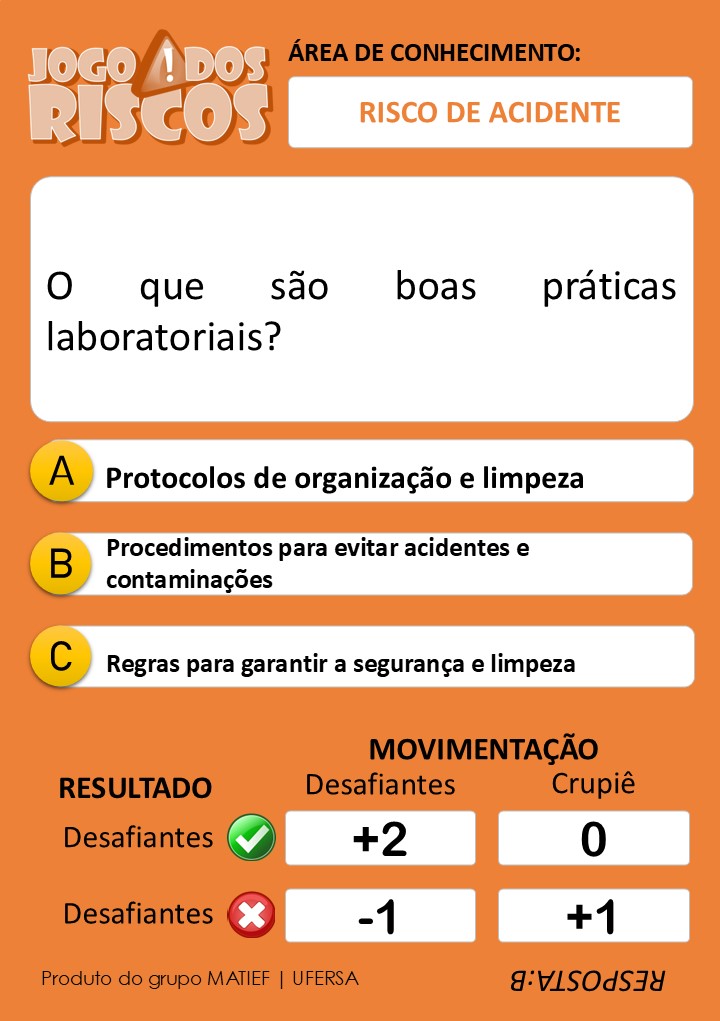 JOGO DOS
RISCOS
ÁREA DE CONHECIMENTO:
RISCO DE ACIDENTE
O que são boas práticas
laboratoriais?
A Protocolos de organização e limpeza
B Procedimentos para evitar acidentes e
contaminações
C Regras para garantir a segurança e limpeza
MOVIMENTAÇÃO
RESULTADO Desafiantes Crupiê
Desafiantes +2 0
Desafiantes -1 +1
Produto do grupo MATIEF | UFERSA
RESPOSTA:B